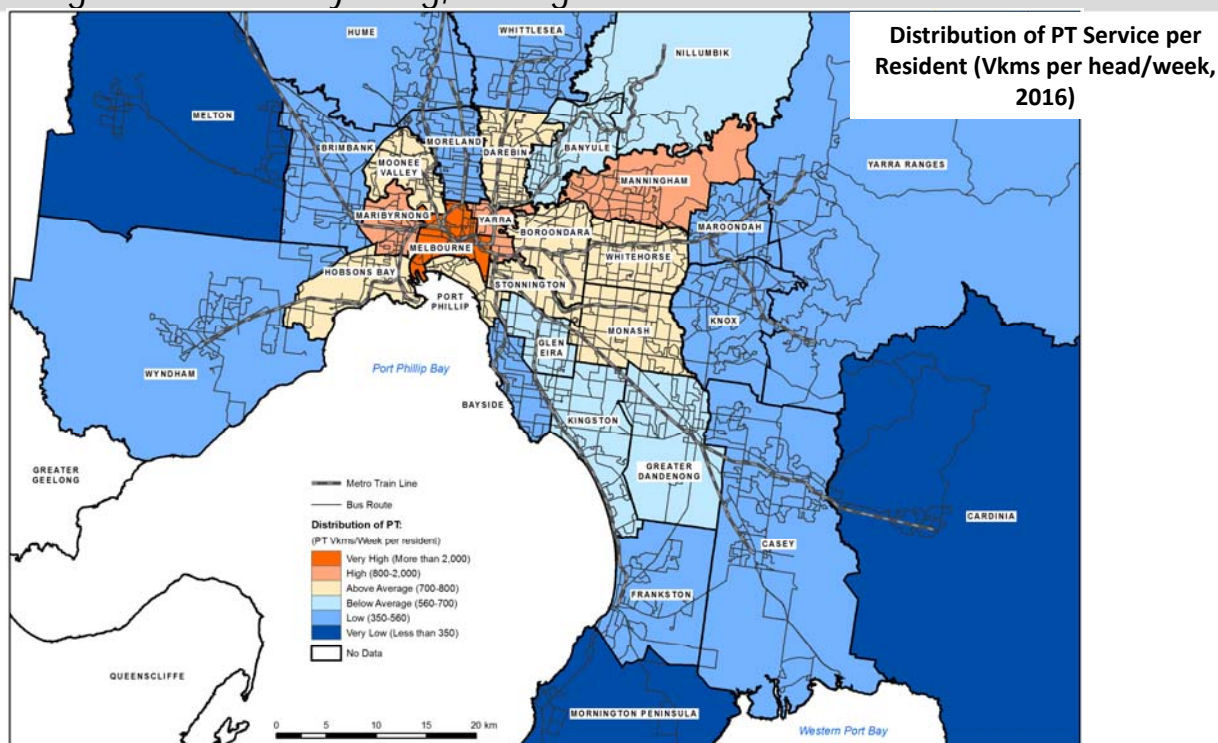 Distribution of PT Service per
Resident (Vkms per head/week,
2016)
HUME
WHITTLESEA
NILLUMBIK
MELTON
BRIMBANK
MORELAND
DAREBIN
BANYULE
MOONEE
VALLEY
MANNINGHAM
YARRA RANGES
MARIBYRNONG
YARRA
BOROONDARA
MAROONDAH
MELBOURNE
WHITEHORSE
HOBSONS BAY
STONNINGTON
PORT
PHILLIP
MONASH
KNOX
GLEN
EIRA
WYNDHAM
Port Phillip Bay
BAYSIDE
KINGSTON
GREATER
GEELONG
GREATER
DANDENONG
CARDINIA
CASEY
FRANKSTON
Metro Train Line
Bus Route
Distribution of PT:
(PT Vkms/Week per resident)
Very High (More than 2,000)
High (800-2,000)
Above Average (700-800)
Below Average (560-700)
Low (350-560)
Very Low (Less than 350)
No Data
QUEENSCLIFFE
MORNINGTON PENINSULA
Western Port Bay
0 5 10 20 km